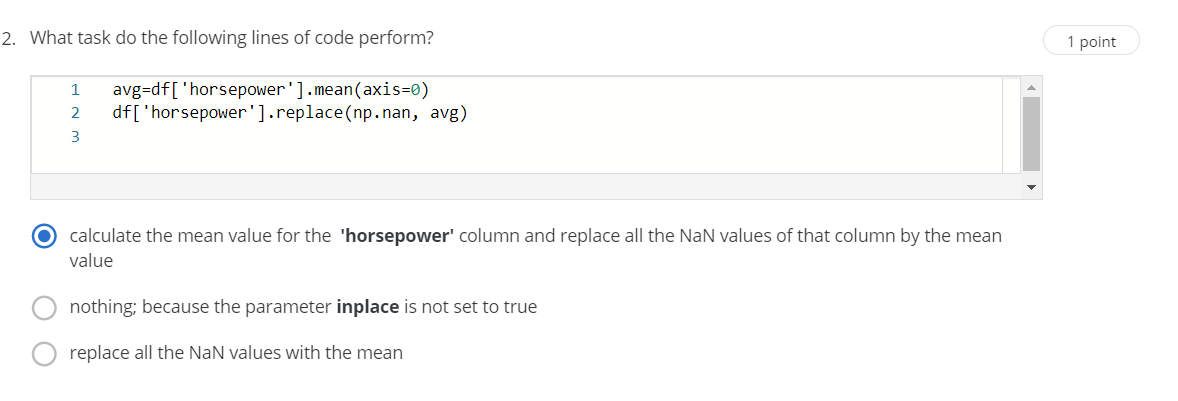 2. What task do the following lines of code perform?
1 point
1 avg=df['horsepower'].mean(axis=0)
2 df['horsepower'].replace(np.nan, avg)
3
calculate the mean value for the 'horsepower' column and replace all the NaN values of that column by the mean
value
nothing; because the parameter inplace is not set to true
replace all the NaN values with the mean